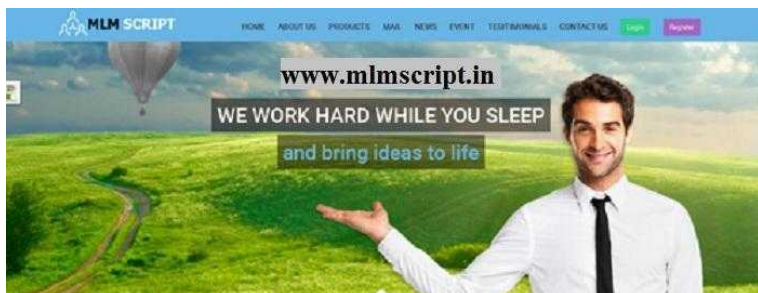 MLM SCRIPT
HOME ABOUT US PRODUCTS MAIL NEWS EVENT TESTIMONIALS CONTACT US Login Register
www.mlmscript.in
WE WORK HARD WHILE YOU SLEEP
and bring ideas to life